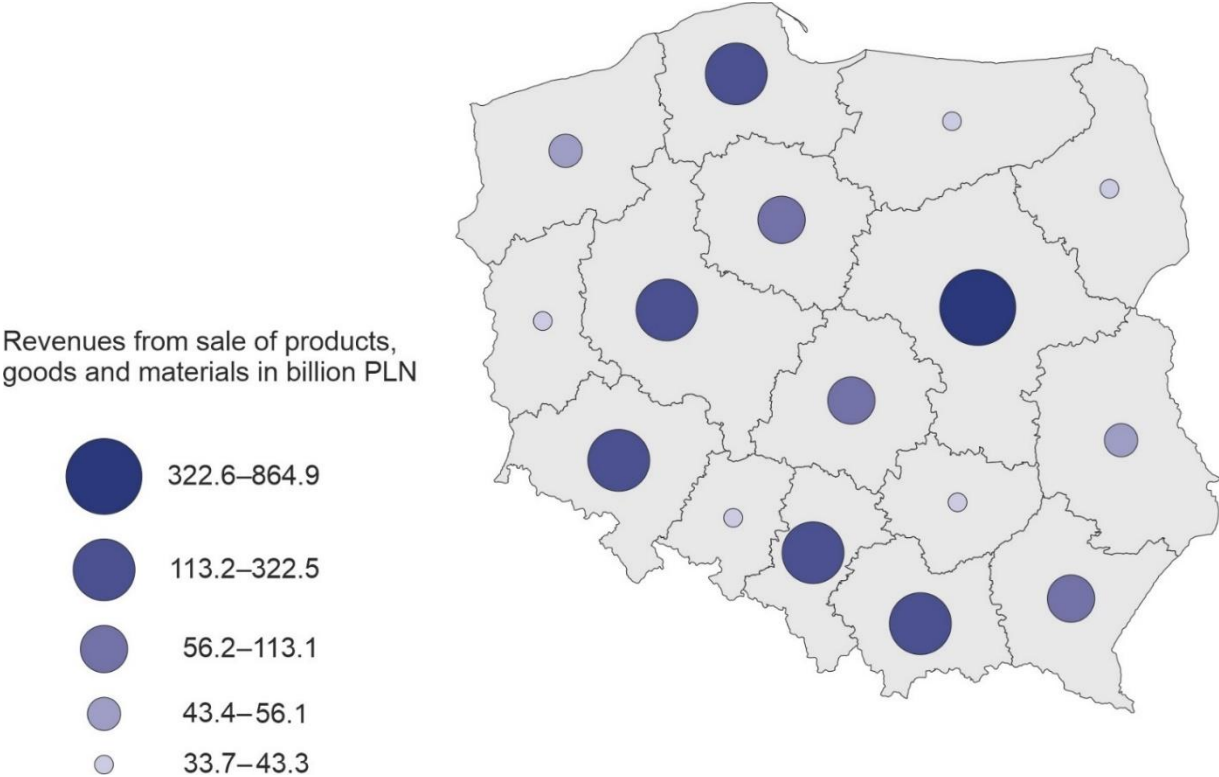 Revenues from sale of products,
goods and materials in billion PLN
322.6–864.9
113.2–322.5
56.2–113.1
43.4–56.1
33.7–43.3